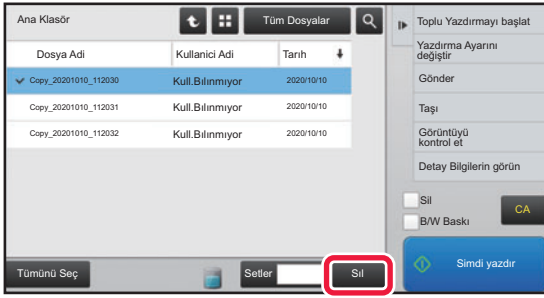 Ana Klasör
Tüm Dosyalar
Dosya Adi
Kullanici Adi
Tarıh
Copy_20201010_112030
Kull.Bılınmıyor
2020/10/10
Copy_20201010_112031
Kull.Bılınmıyor
2020/10/10
Copy_20201010_112032
Kull.Bılınmıyor
2020/10/10
Tümünü Seç
Setler
Sıl
Toplu Yazdırmayı başlat
Yazdırma Ayarını
değiştir
Gönder
Taşı
Görüntüyü
kontrol et
Detay Bilgilerin görün
Sil
B/W Baskı
CA
Simdi yazdır